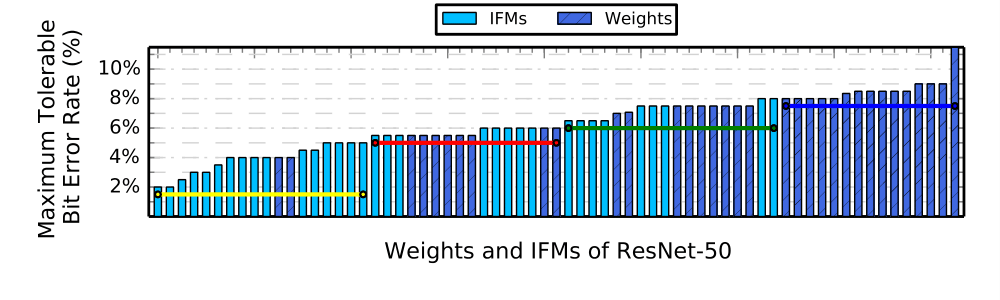 IFMs Weights
Maximum Tolerable
Bit Error Rate (%)
10%
8%
6%
4%
2%
Weights and IFMs of ResNet-50